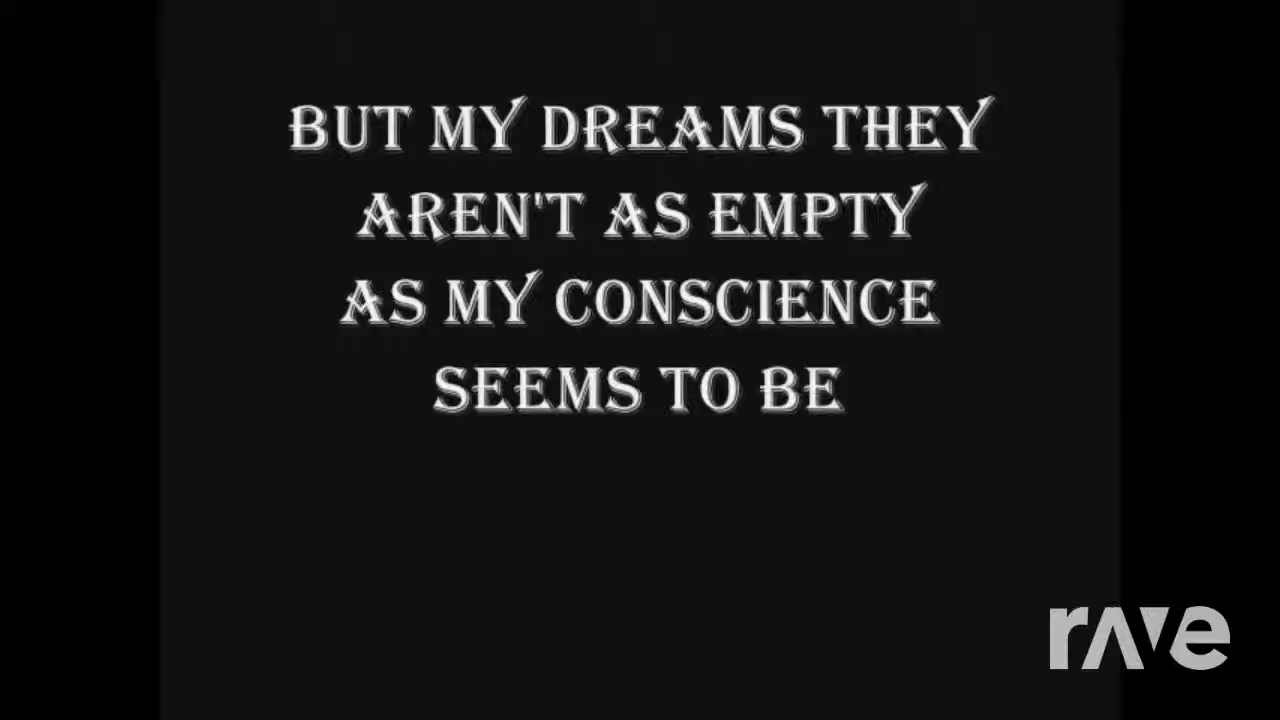 BUT MY DREAMS THEY
AREN'T AS EMPTY
AS MY CONSCIENCE
SEEMS TO BE
rave